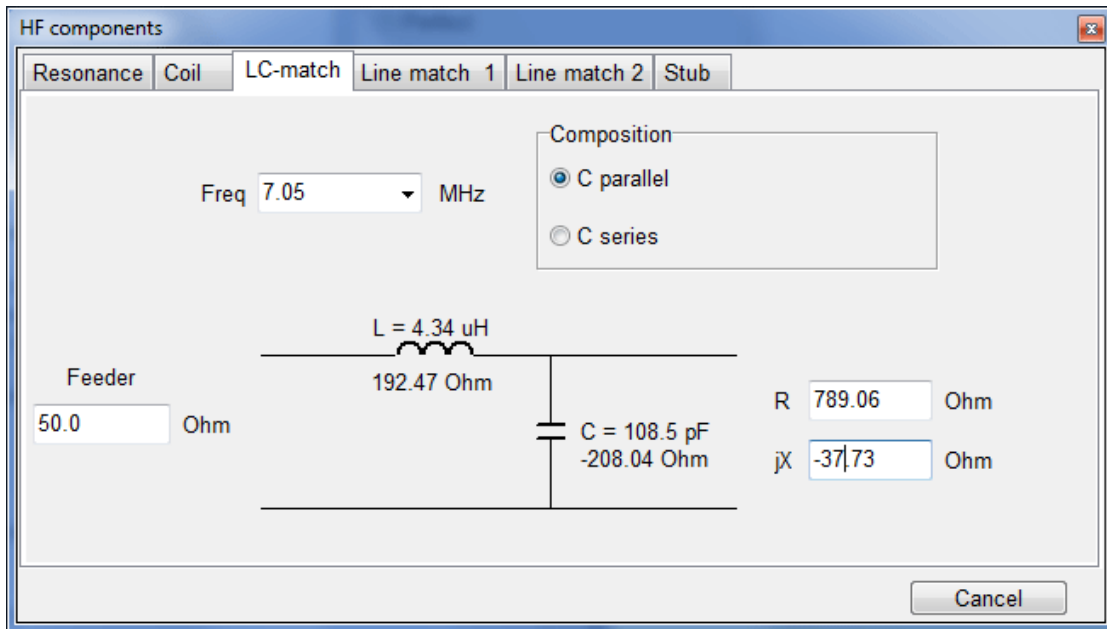 HF components
Resonance Coil LC-match Line match 1 Line match 2 Stub
Composition
Freq 7.05 MHz
C parallel
C series
L = 4.34 uH
192.47 Ohm
Feeder
50.0 Ohm
C = 108.5 pF
-208.04 Ohm
R 789.06 Ohm
jX -37.73 Ohm
Cancel